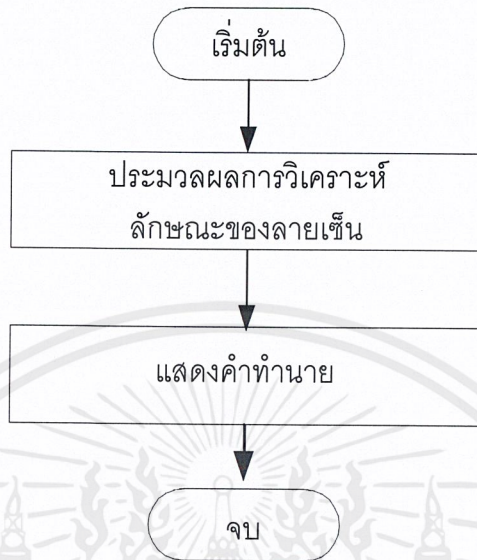 เริ่มต้น
ประมวลผลการวิเคราะห์
ลักษณะของลายเซ็น
แสดงคำทำนาย
จบ